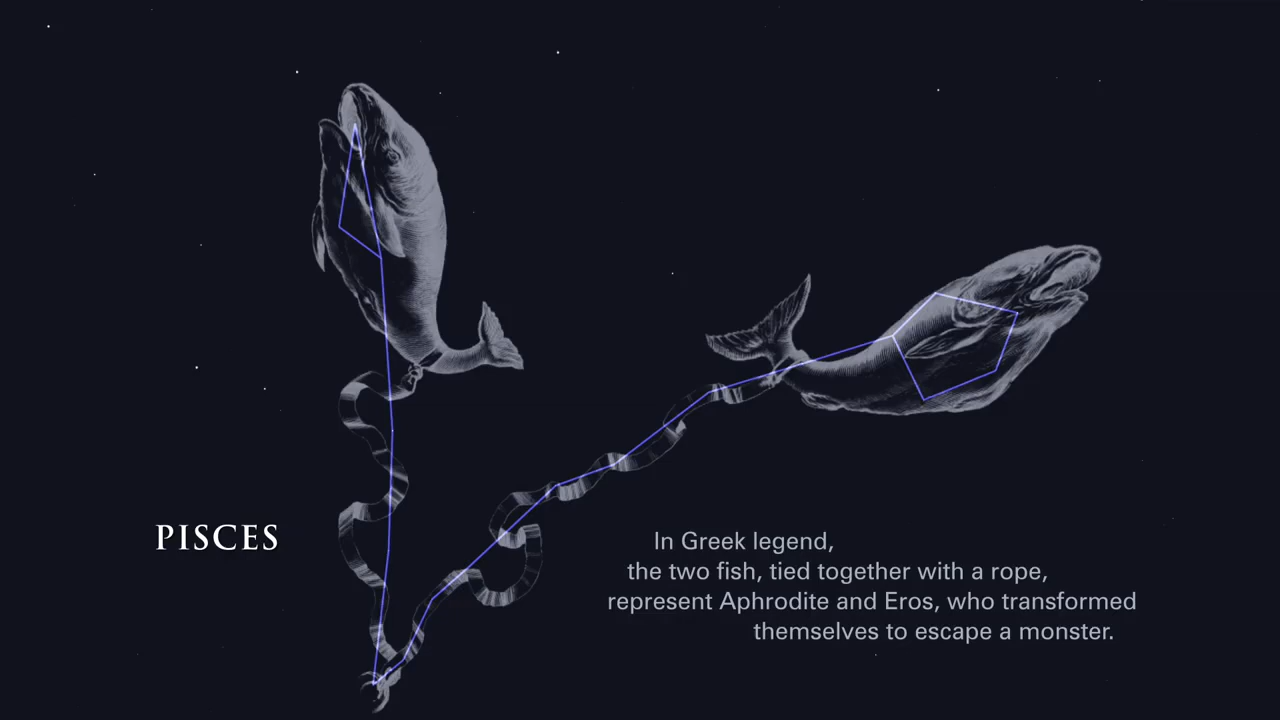 PISCES
In Greek legend,
the two fish, tied together with a rope,
represent Aphrodite and Eros, who transformed
themselves to escape a monster.